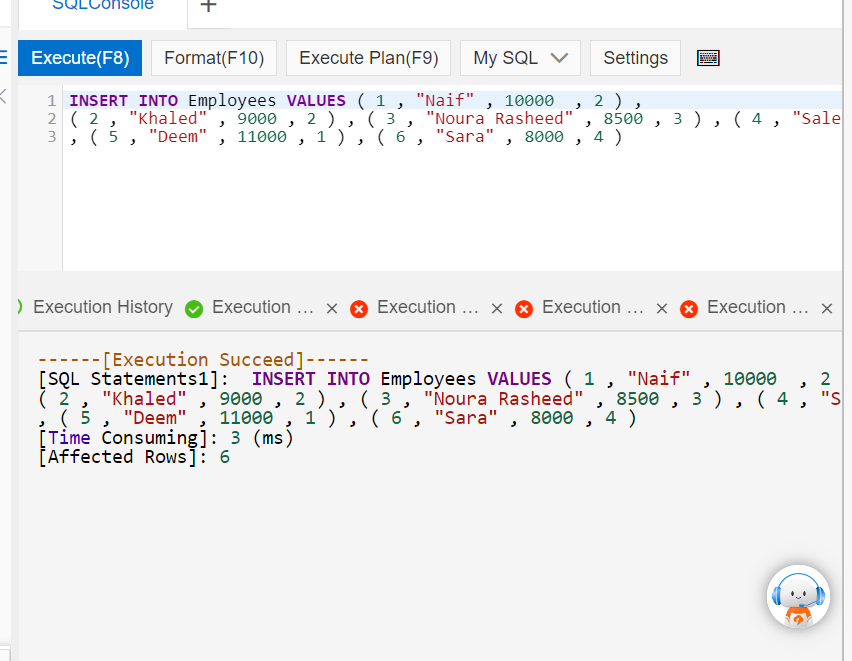 SQLConsole +
Execute(F8) Format(F10) Execute Plan(F9) My SQL Settings
1 INSERT INTO Employees VALUES ( 1 , "Naif" , 10000 , 2 ) ,
2 ( 2 , "Khaled" , 9000 , 2 ) , ( 3 , "Noura Rasheed" , 8500 , 3 ) , ( 4 , "Sale
3 , ( 5 , "Deem" , 11000 , 1 ) , ( 6 , "Sara" , 8000 , 4 )
Execution History Execution ... × Execution ... × Execution ... × Execution ... ×
------[Execution Succeed]------
[SQL Statements1]: INSERT INTO Employees VALUES ( 1 , "Naif" , 10000 , 2
( 2 , "Khaled" , 9000 , 2 ) , ( 3 , "Noura Rasheed" , 8500 , 3 ) , ( 4 , "S
, ( 5 , "Deem" , 11000 , 1 ) , ( 6 , "Sara" , 8000 , 4 )
[Time Consuming]: 3 (ms)
[Affected Rows]: 6